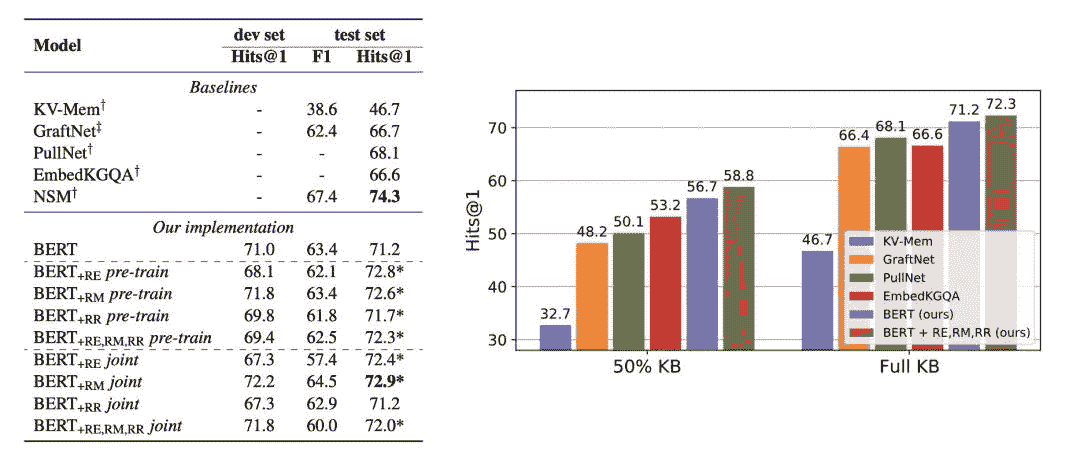 Model dev set test set
Hits@1 F1 Hits@1
Baselines
KV-Mem† - 38.6 46.7
GraftNet‡ - 62.4 66.7
PullNet† - - 68.1
EmbedKGQA† - - 66.6
NSM† - 67.4 74.3
Our implementation
BERT 71.0 63.4 71.2
BERT+RE pre-train 68.1 62.1 72.8*
BERT+RM pre-train 71.8 63.4 72.6*
BERT+RR pre-train 69.8 61.8 71.7*
BERT+RE,RM,RR pre-train 69.4 62.5 72.3*
BERT+RE joint 67.3 57.4 72.4*
BERT+RM joint 72.2 64.5 72.9*
BERT+RR joint 67.3 62.9 71.2
BERT+RE,RM,RR joint 71.8 60.0 72.0*
Hits@1
70
60
50
40
30
32.7
48.2
50.1
53.2
56.7
58.8
46.7
66.4
68.1
66.6
71.2
72.3
KV-Mem
GraftNet
PullNet
EmbedKGQA
BERT (ours)
BERT + RE,RM,RR (ours)
50% KB
Full KB